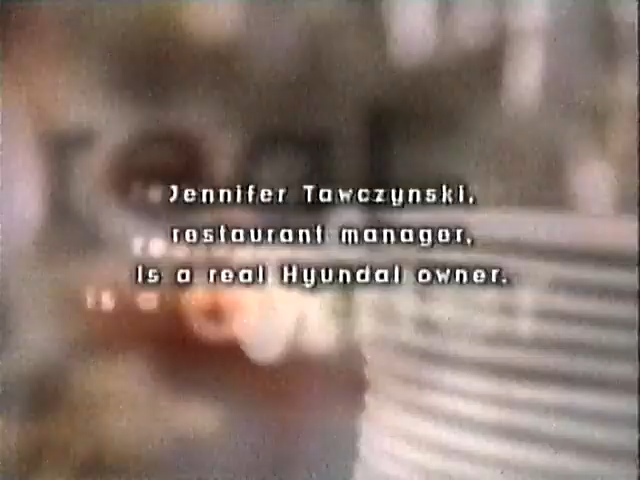 Jennifer Tawczynski,
restaurant manager,
is a real Hyundai owner.